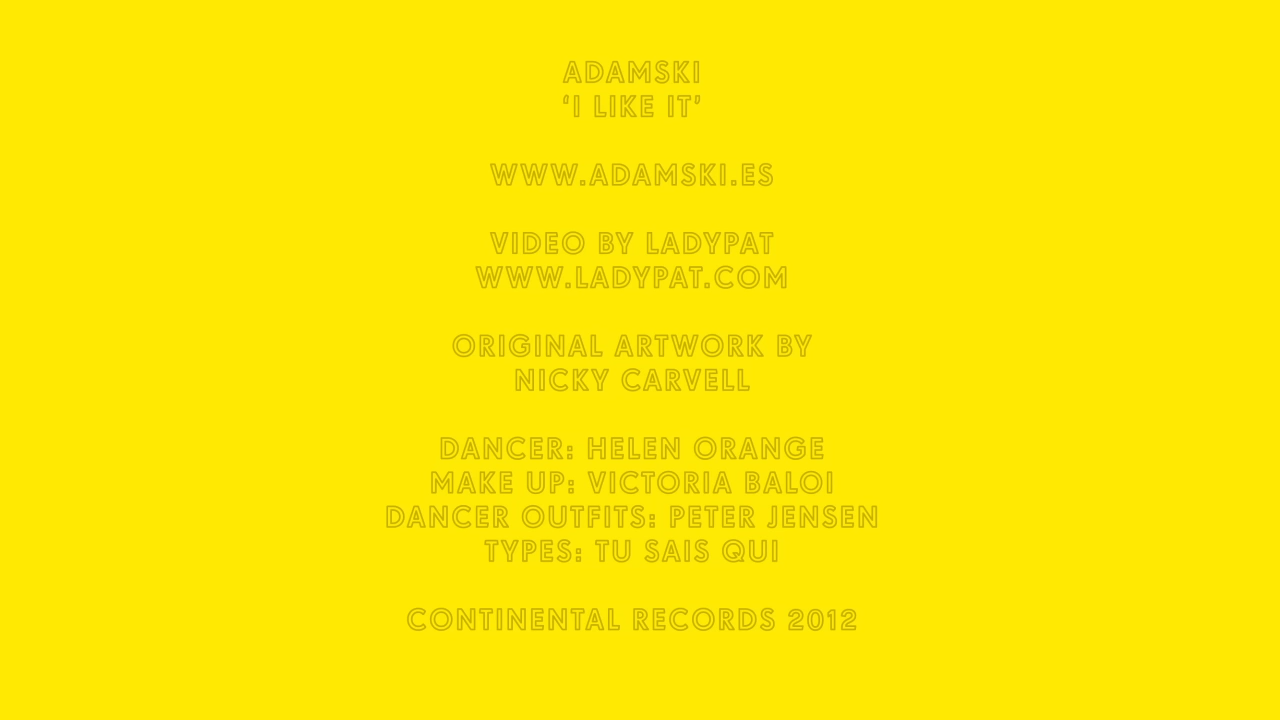 ADAMSKI
‘I LIKE IT’
WWW.ADAMSKI.ES
VIDEO BY LADYPAT
WWW.LADYPAT.COM
ORIGINAL ARTWORK BY
NICKY CARVELL
DANCER: HELEN ORANGE
MAKE UP: VICTORIA BALOI
DANCER OUTFITS: PETER JENSEN
TYPES: TU SAIS QUI
CONTINENTAL RECORDS 2012